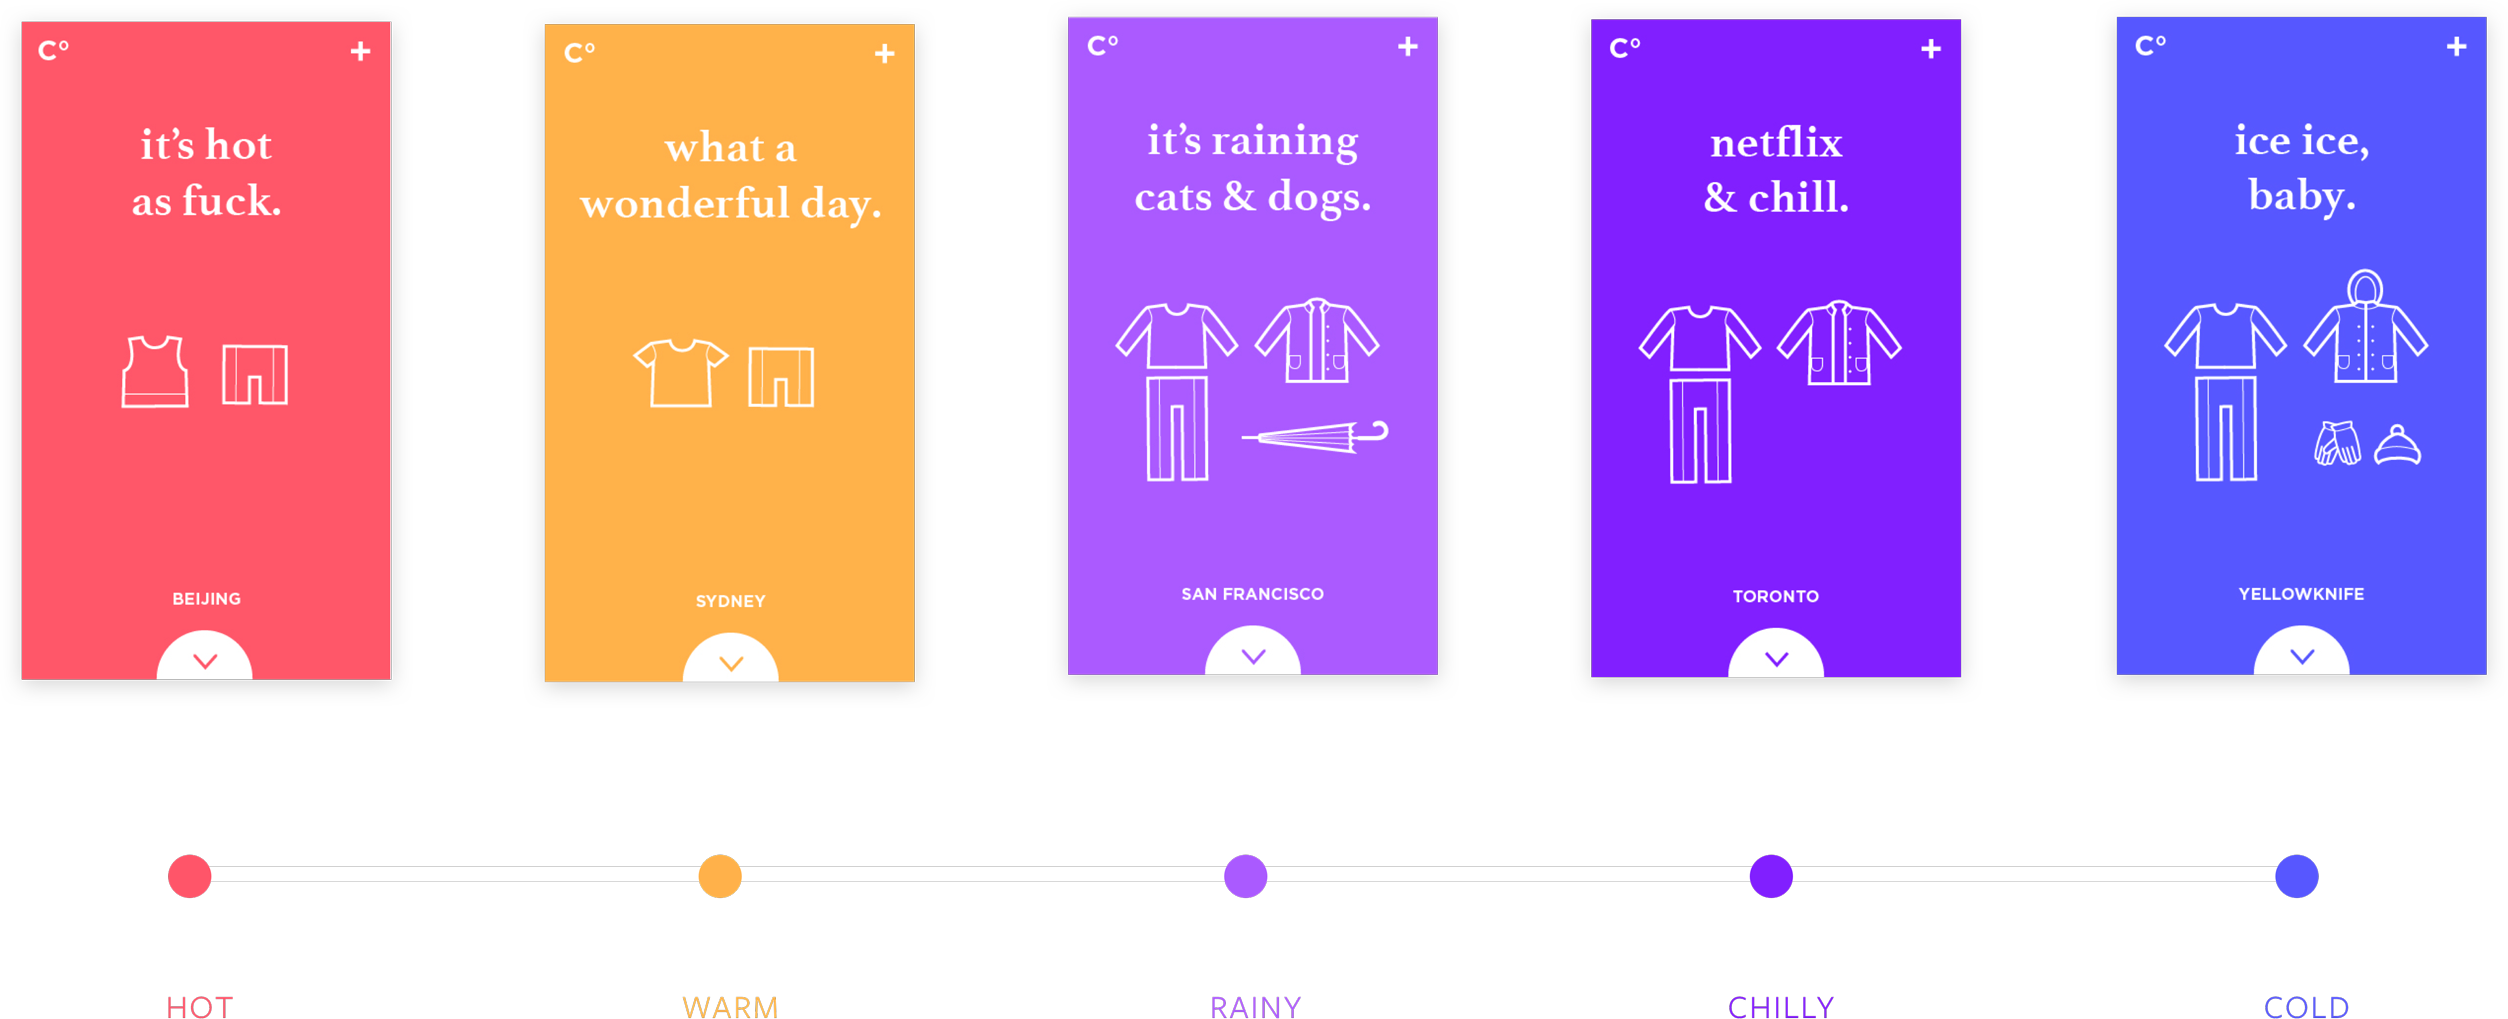 C°
+
it's hot
as fuck.
BEIJING
C°
+
what a
wonderful day.
SYDNEY
C°
+
it's raining
cats & dogs.
SAN FRANCISCO
C°
+
netflix
& chill.
TORONTO
C°
+
ice ice,
baby.
YELLOWKNIFE
HOT
WARM
RAINY
CHILLY
COLD